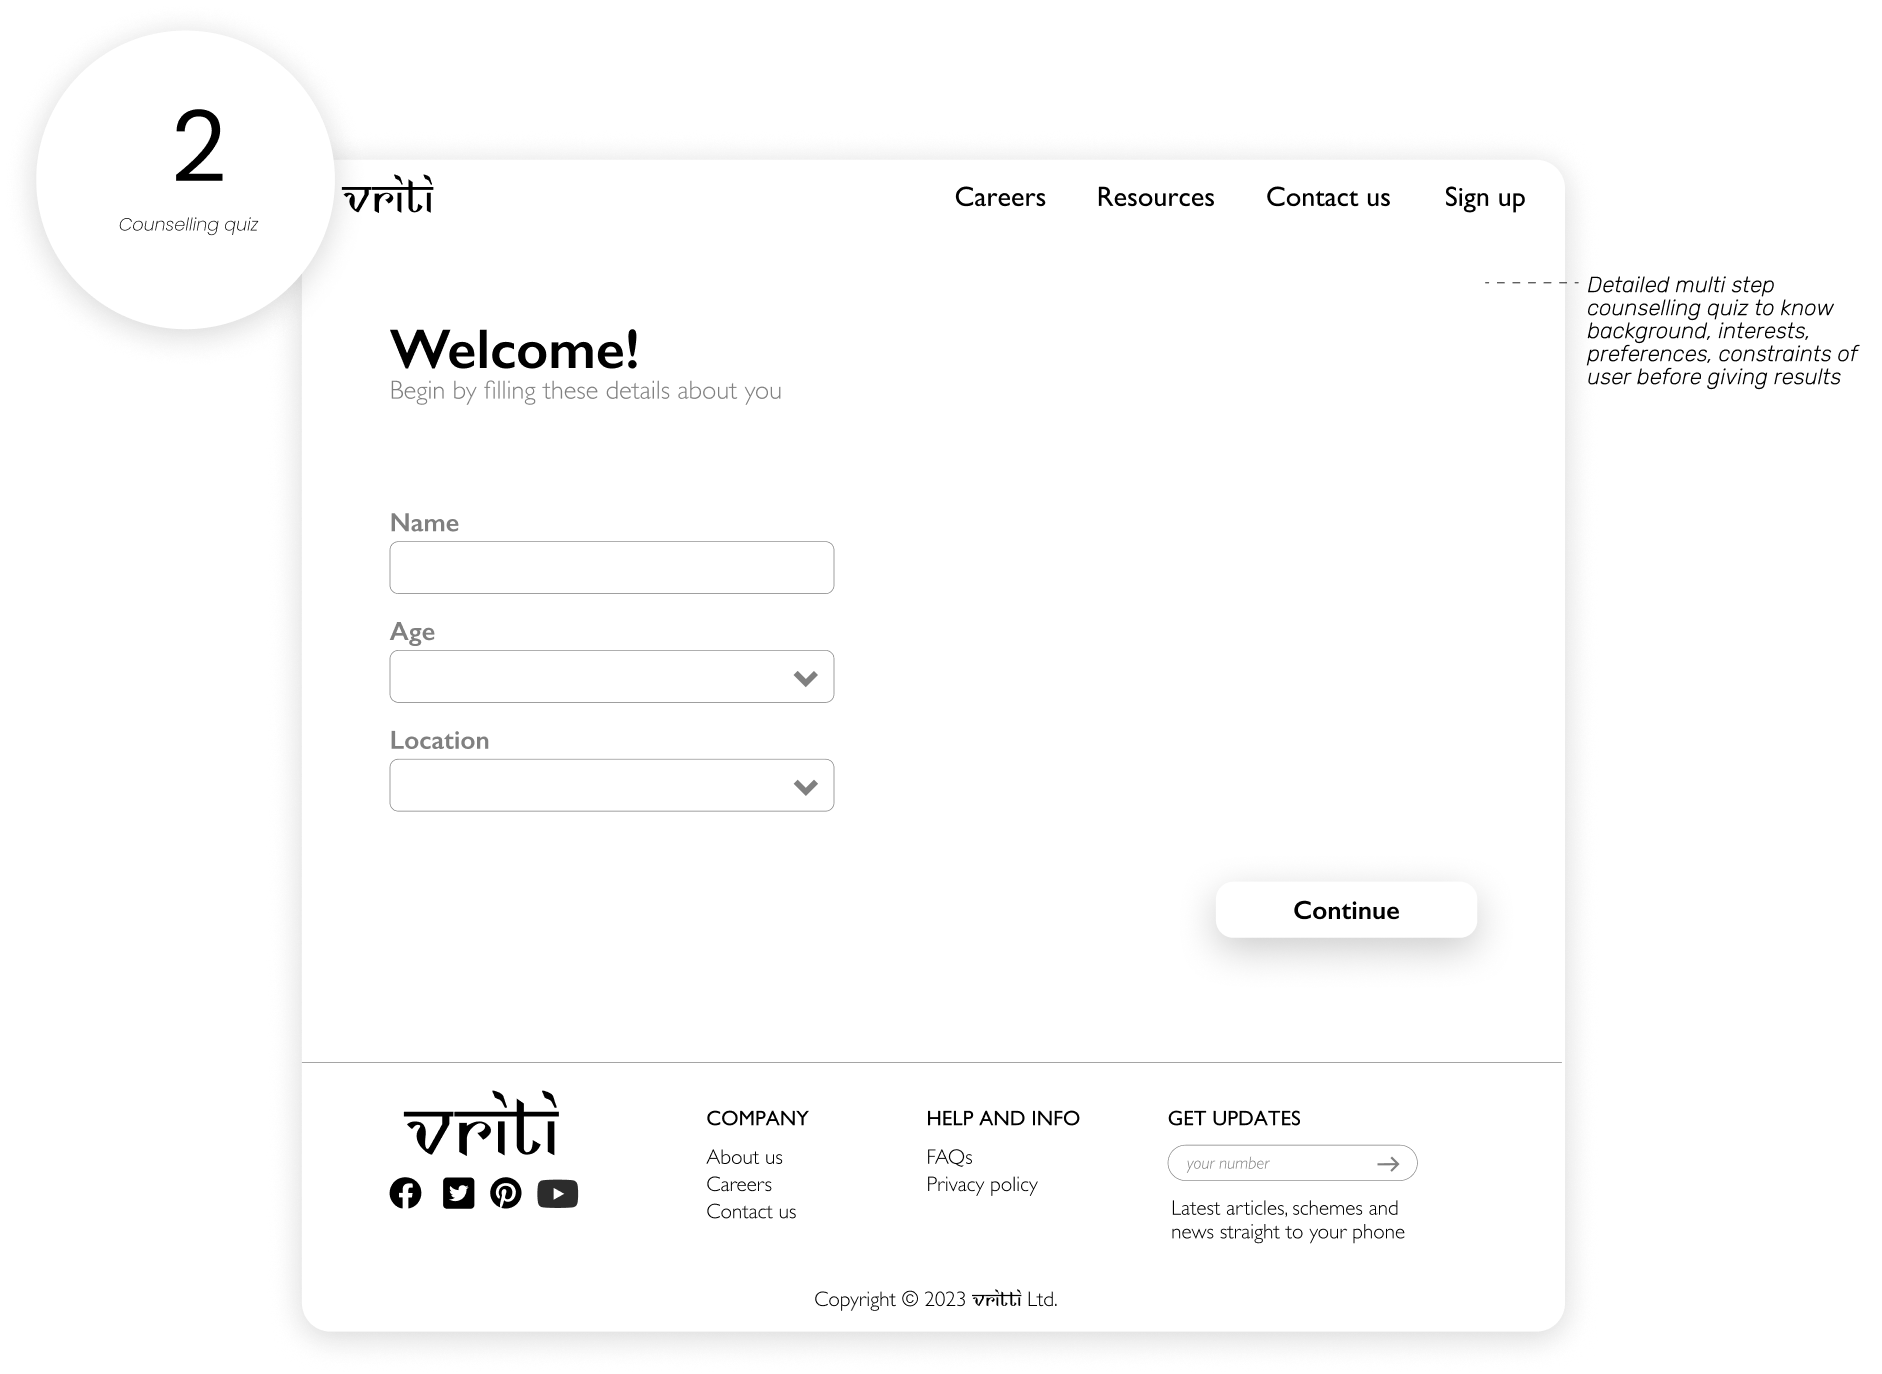 2
Counselling quiz
vriti
Careers Resources Contact us Sign up
Detailed multi step
counselling quiz to know
background, interests,
preferences, constraints of
user before giving results
Welcome!
Begin by filling these details about you
Name
Age
Location
Continue
vriti
COMPANY
About us
Careers
Contact us
HELP AND INFO
FAQs
Privacy policy
GET UPDATES
your number
Latest articles, schemes and
news straight to your phone
Copyright © 2023 vritti Ltd.